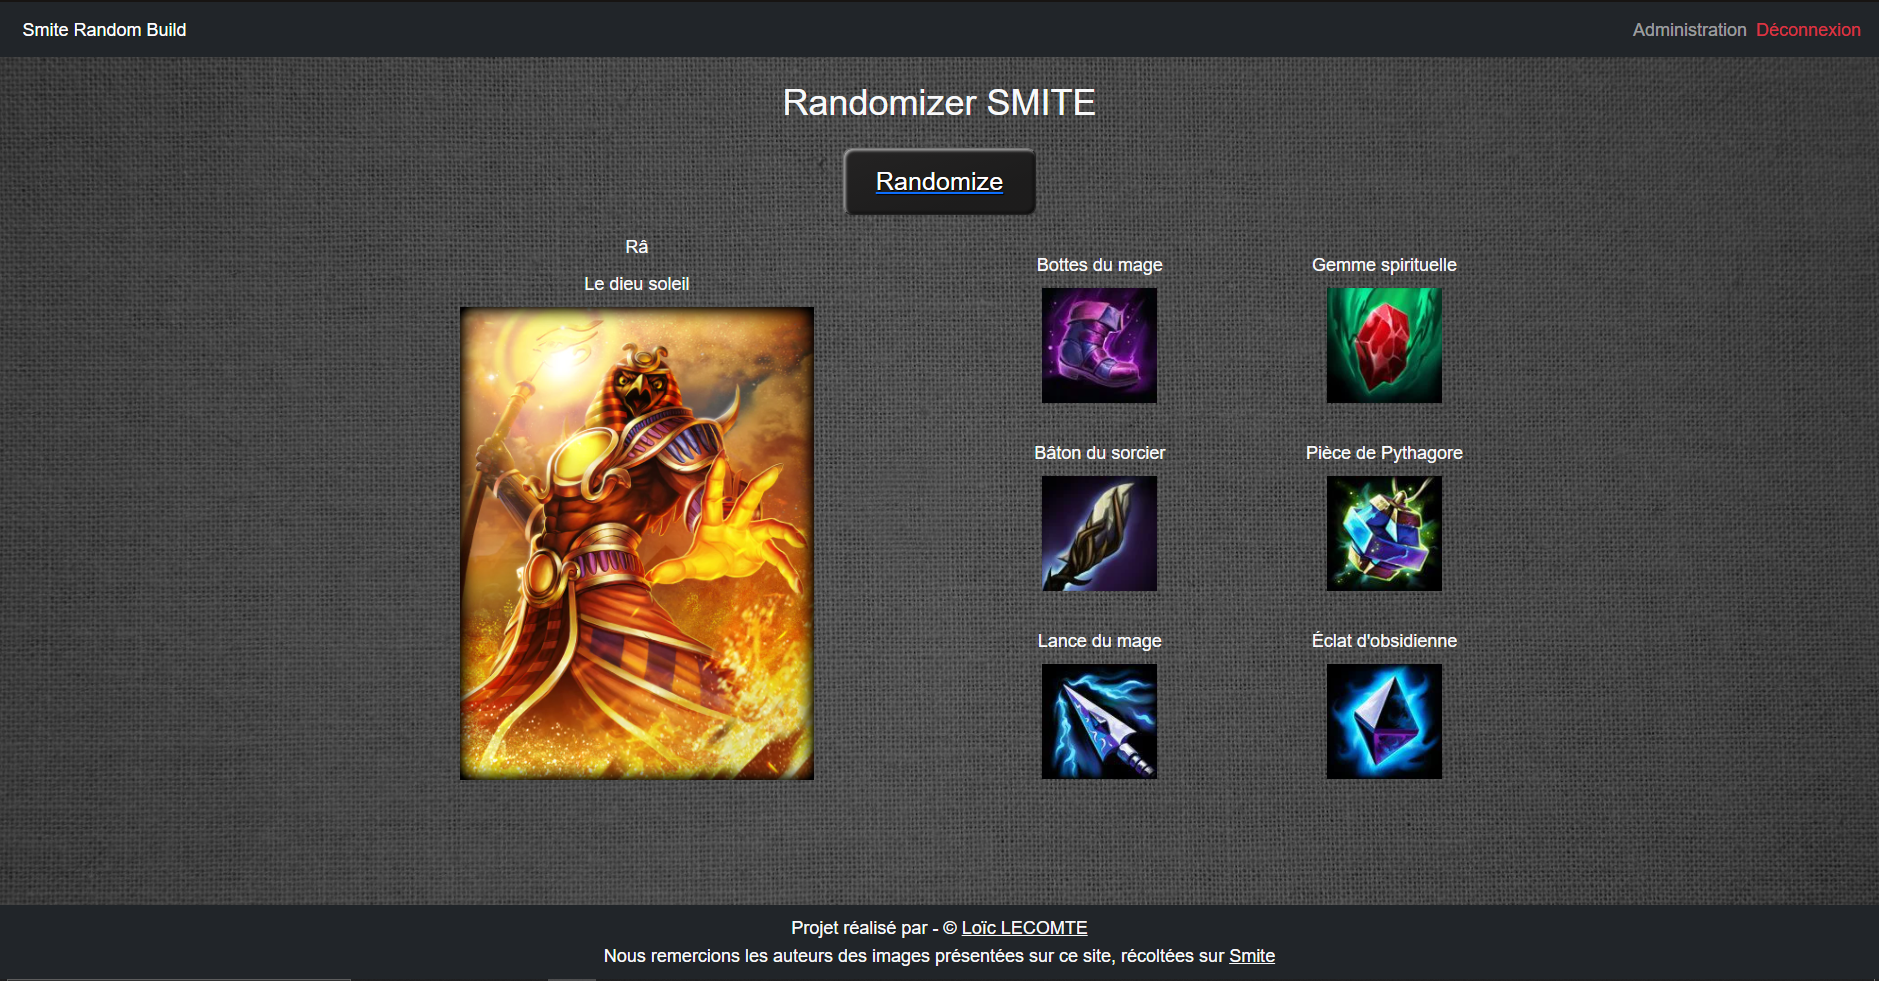 Smite Random Build
Administration Déconnexion
Randomizer SMITE
Randomize
Râ
Le dieu soleil
Bottes du mage
Gemme spirituelle
Bâton du sorcier
Pièce de Pythagore
Lance du mage
Éclat d'obsidienne
Projet réalisé par - © Loïc LECOMTE
Nous remercions les auteurs des images présentées sur ce site, récoltées sur Smite